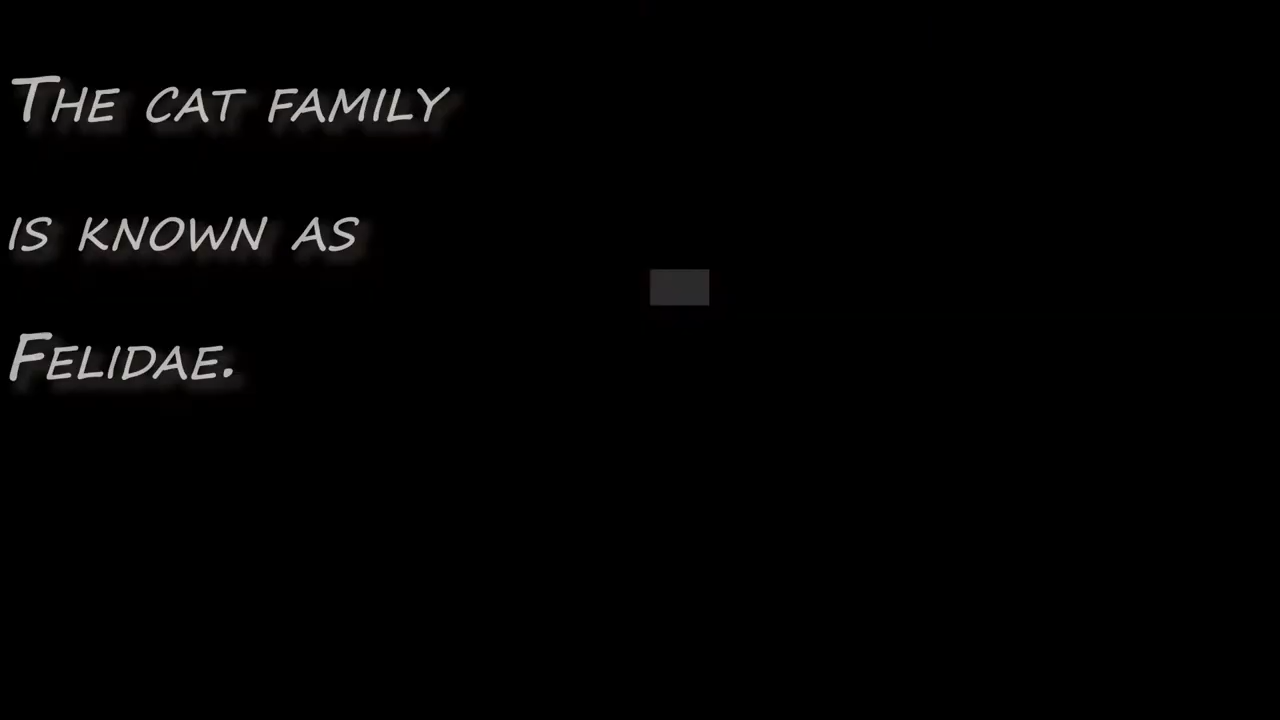 The cat family
is known as
Felidae.